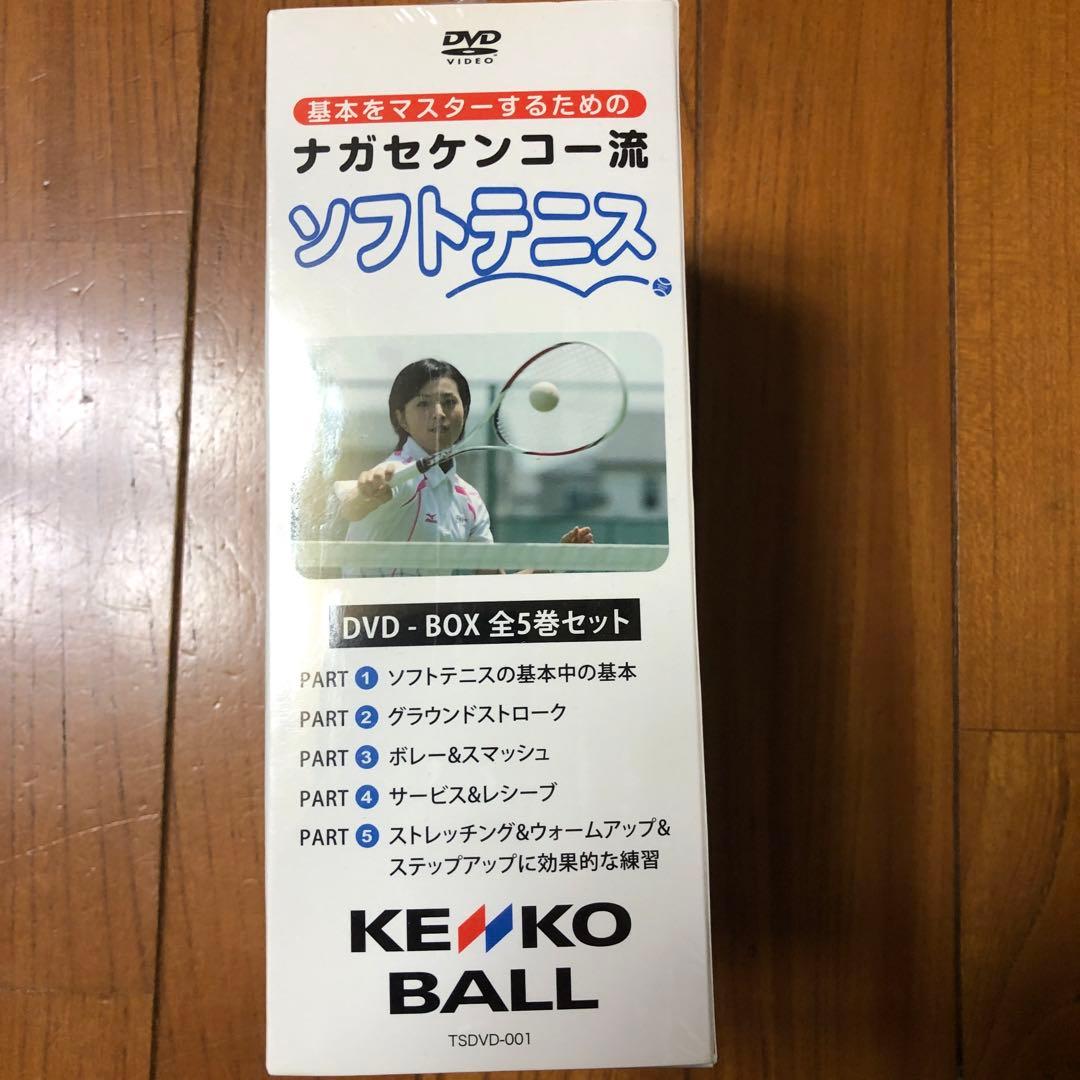 DVD
VIDEO
基本をマスターするための
ナガセケンコー流
ソフトテニス
DVD - BOX 全5巻セット
PART 1 ソフトテニスの基本中の基本
PART 2 グラウンドストローク
PART 3 ボレー&スマッシュ
PART 4 サービス&レシーブ
PART 5 ストレッチング&ウォームアップ&
ステップアップに効果的な練習
KENKO
BALL
TSDVD-001